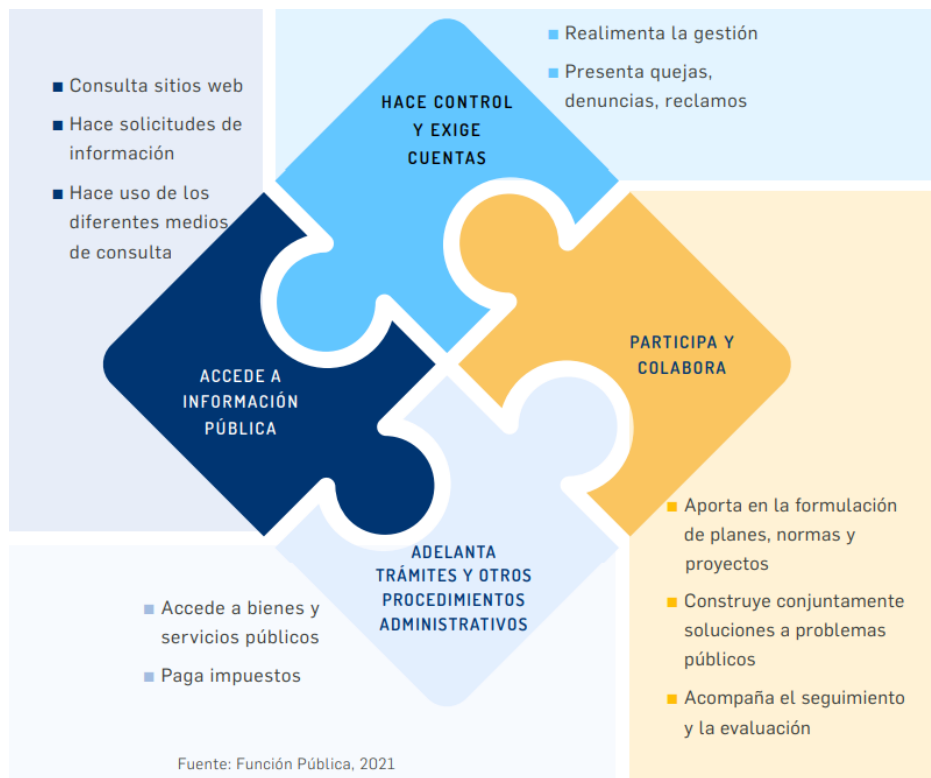 ■ Consulta sitios web
■ Hace solicitudes de
información
■ Hace uso de los
diferentes medios
de consulta
HACE CONTROL
Y EXIGE
CUENTAS
■ Realimenta la gestión
■ Presenta quejas,
denuncias, reclamos
ACCEDE A
INFORMACIÓN
PÚBLICA
PARTICIPA Y
COLABORA
■ Aporta en la formulación
de planes, normas y
proyectos
■ Construye conjuntamente
soluciones a problemas
públicos
■ Acompaña el seguimiento
y la evaluación
ADELANTA
TRÁMITES Y OTROS
PROCEDIMIENTOS
ADMINISTRATIVOS
■ Accede a bienes y
servicios públicos
■ Paga impuestos
Fuente: Función Pública, 2021